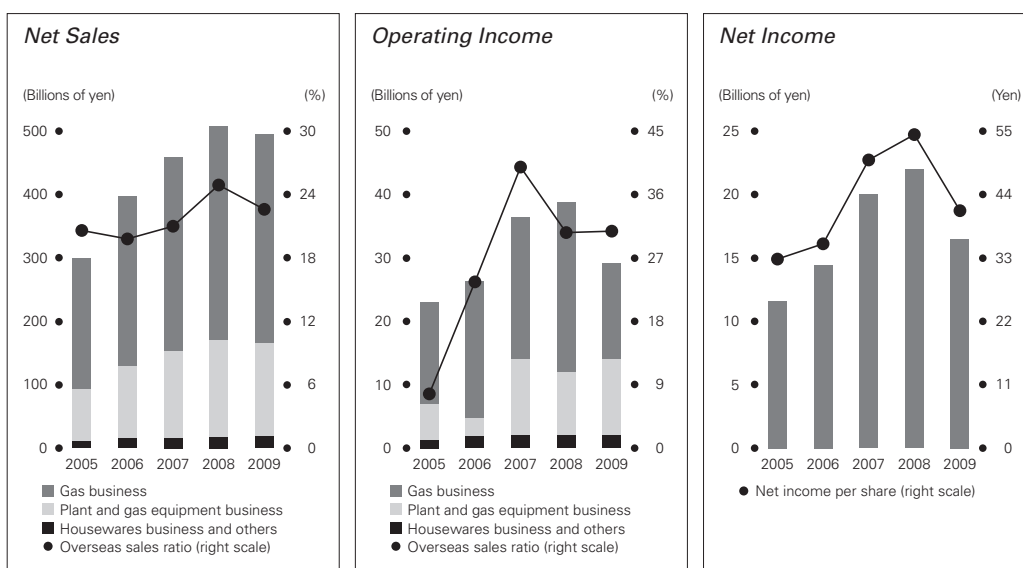 Net Sales
(Billions of yen) (%)
500 30
400 24
300 18
200 12
100 6
0 0
2005 2006 2007 2008 2009
Gas business
Plant and gas equipment business
Housewares business and others
Overseas sales ratio (right scale)
Operating Income
(Billions of yen) (%)
50 45
40 36
30 27
20 18
10 9
0 0
2005 2006 2007 2008 2009
Gas business
Plant and gas equipment business
Housewares business and others
Overseas sales ratio (right scale)
Net Income
(Billions of yen) (Yen)
25 55
20 44
15 33
10 22
5 11
0 0
2005 2006 2007 2008 2009
Net income per share (right scale)